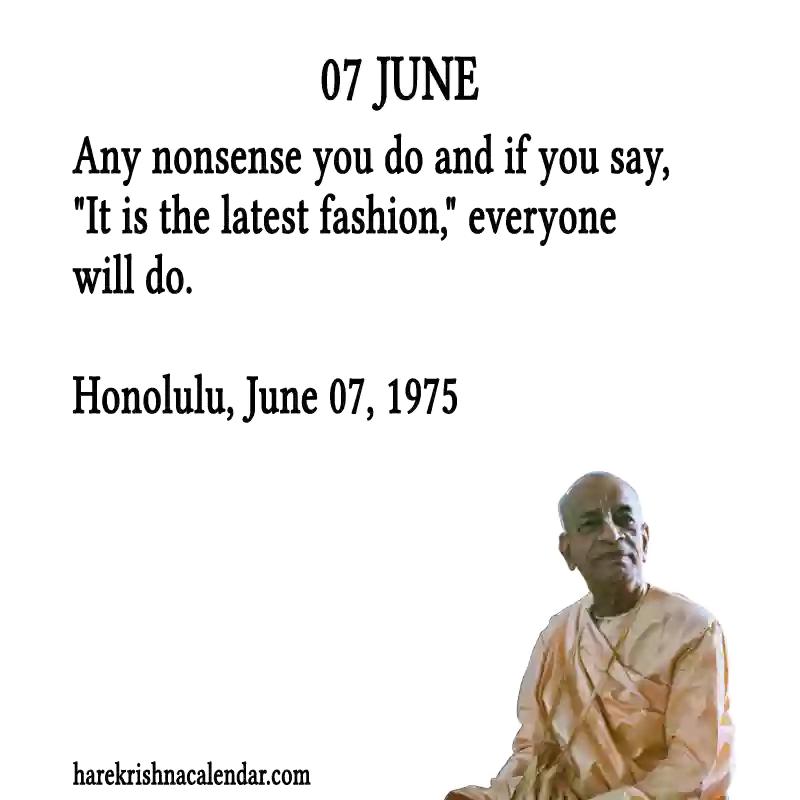 07 JUNE
Any nonsense you do and if you say,
"It is the latest fashion," everyone
will do.
Honolulu, June 07, 1975
harekrishnacalendar.com